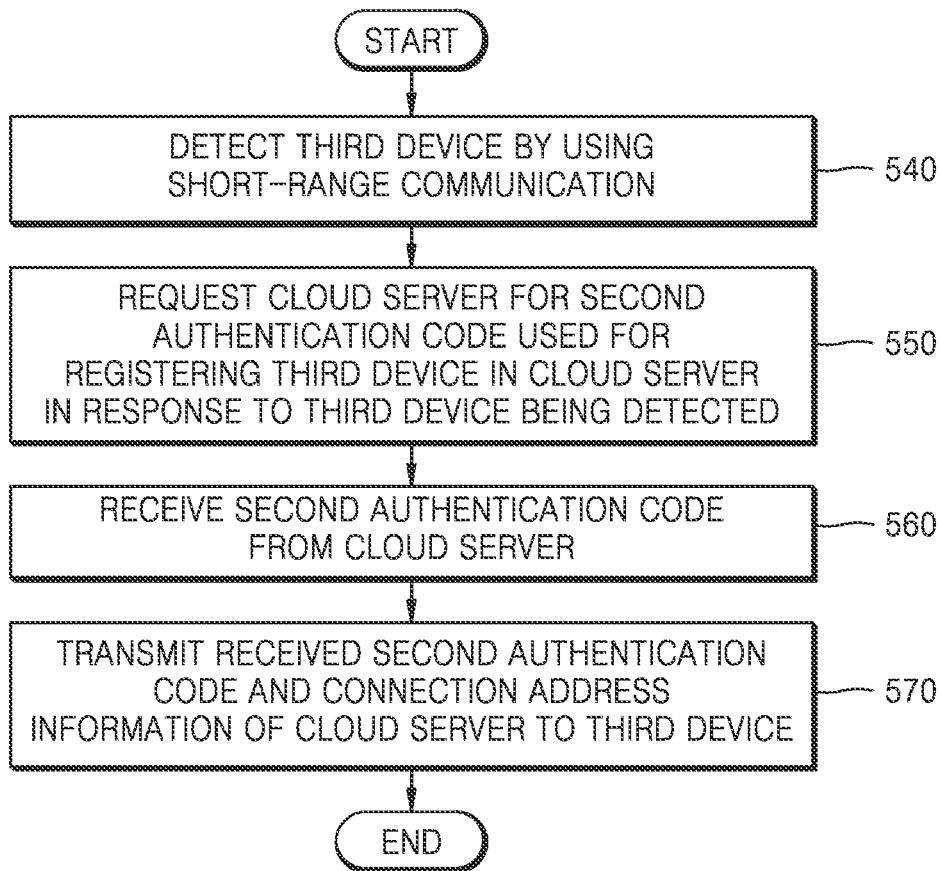 START
DETECT THIRD DEVICE BY USING
SHORT-RANGE COMMUNICATION
540
REQUEST CLOUD SERVER FOR SECOND
AUTHENTICATION CODE USED FOR
REGISTERING THIRD DEVICE IN CLOUD SERVER
IN RESPONSE TO THIRD DEVICE BEING DETECTED
550
RECEIVE SECOND AUTHENTICATION CODE
FROM CLOUD SERVER
560
TRANSMIT RECEIVED SECOND AUTHENTICATION
CODE AND CONNECTION ADDRESS
INFORMATION OF CLOUD SERVER TO THIRD DEVICE
570
END